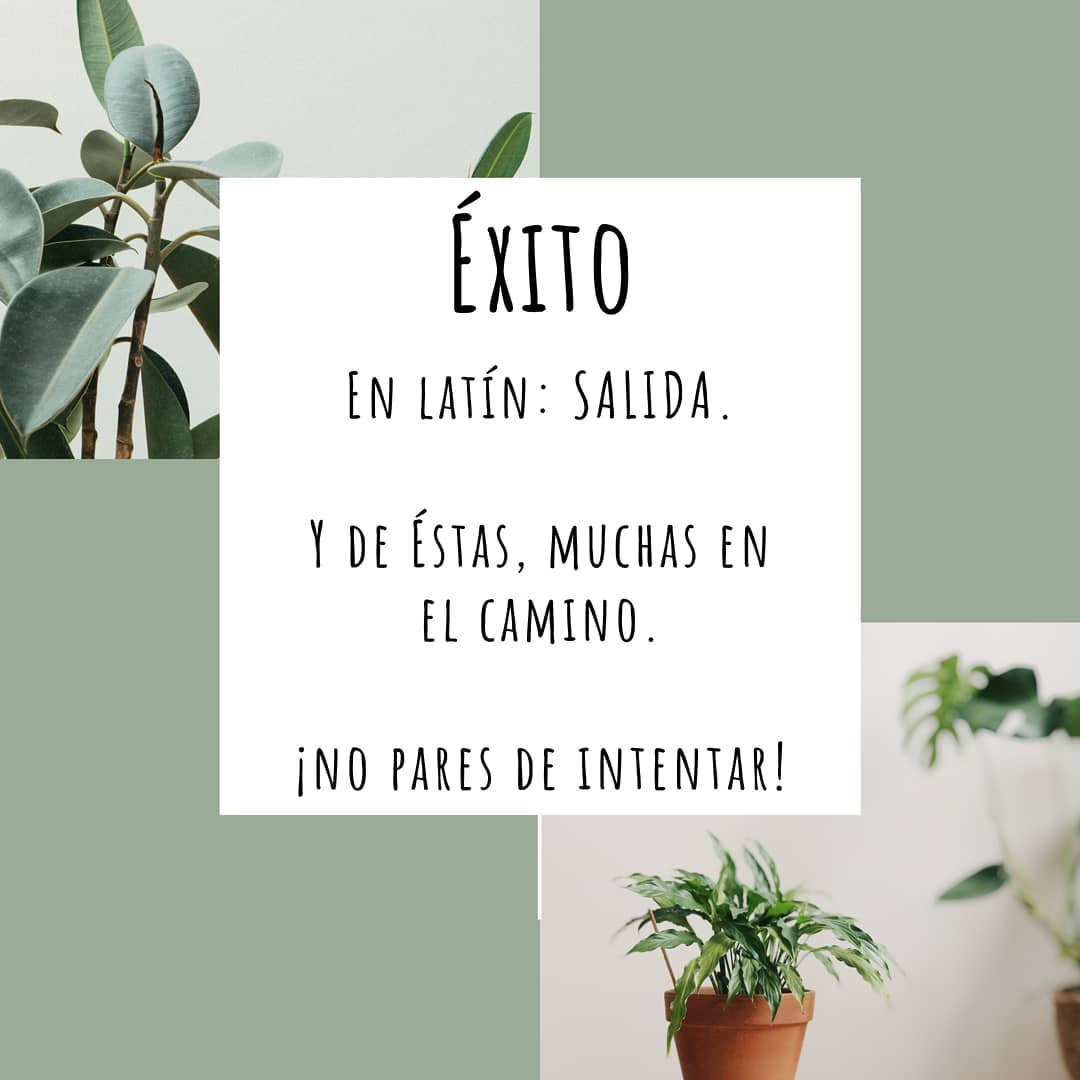 Éxito
En latín: SALIDA.
Y de Éstas, muchas en
el camino.
¡no pares de intentar!